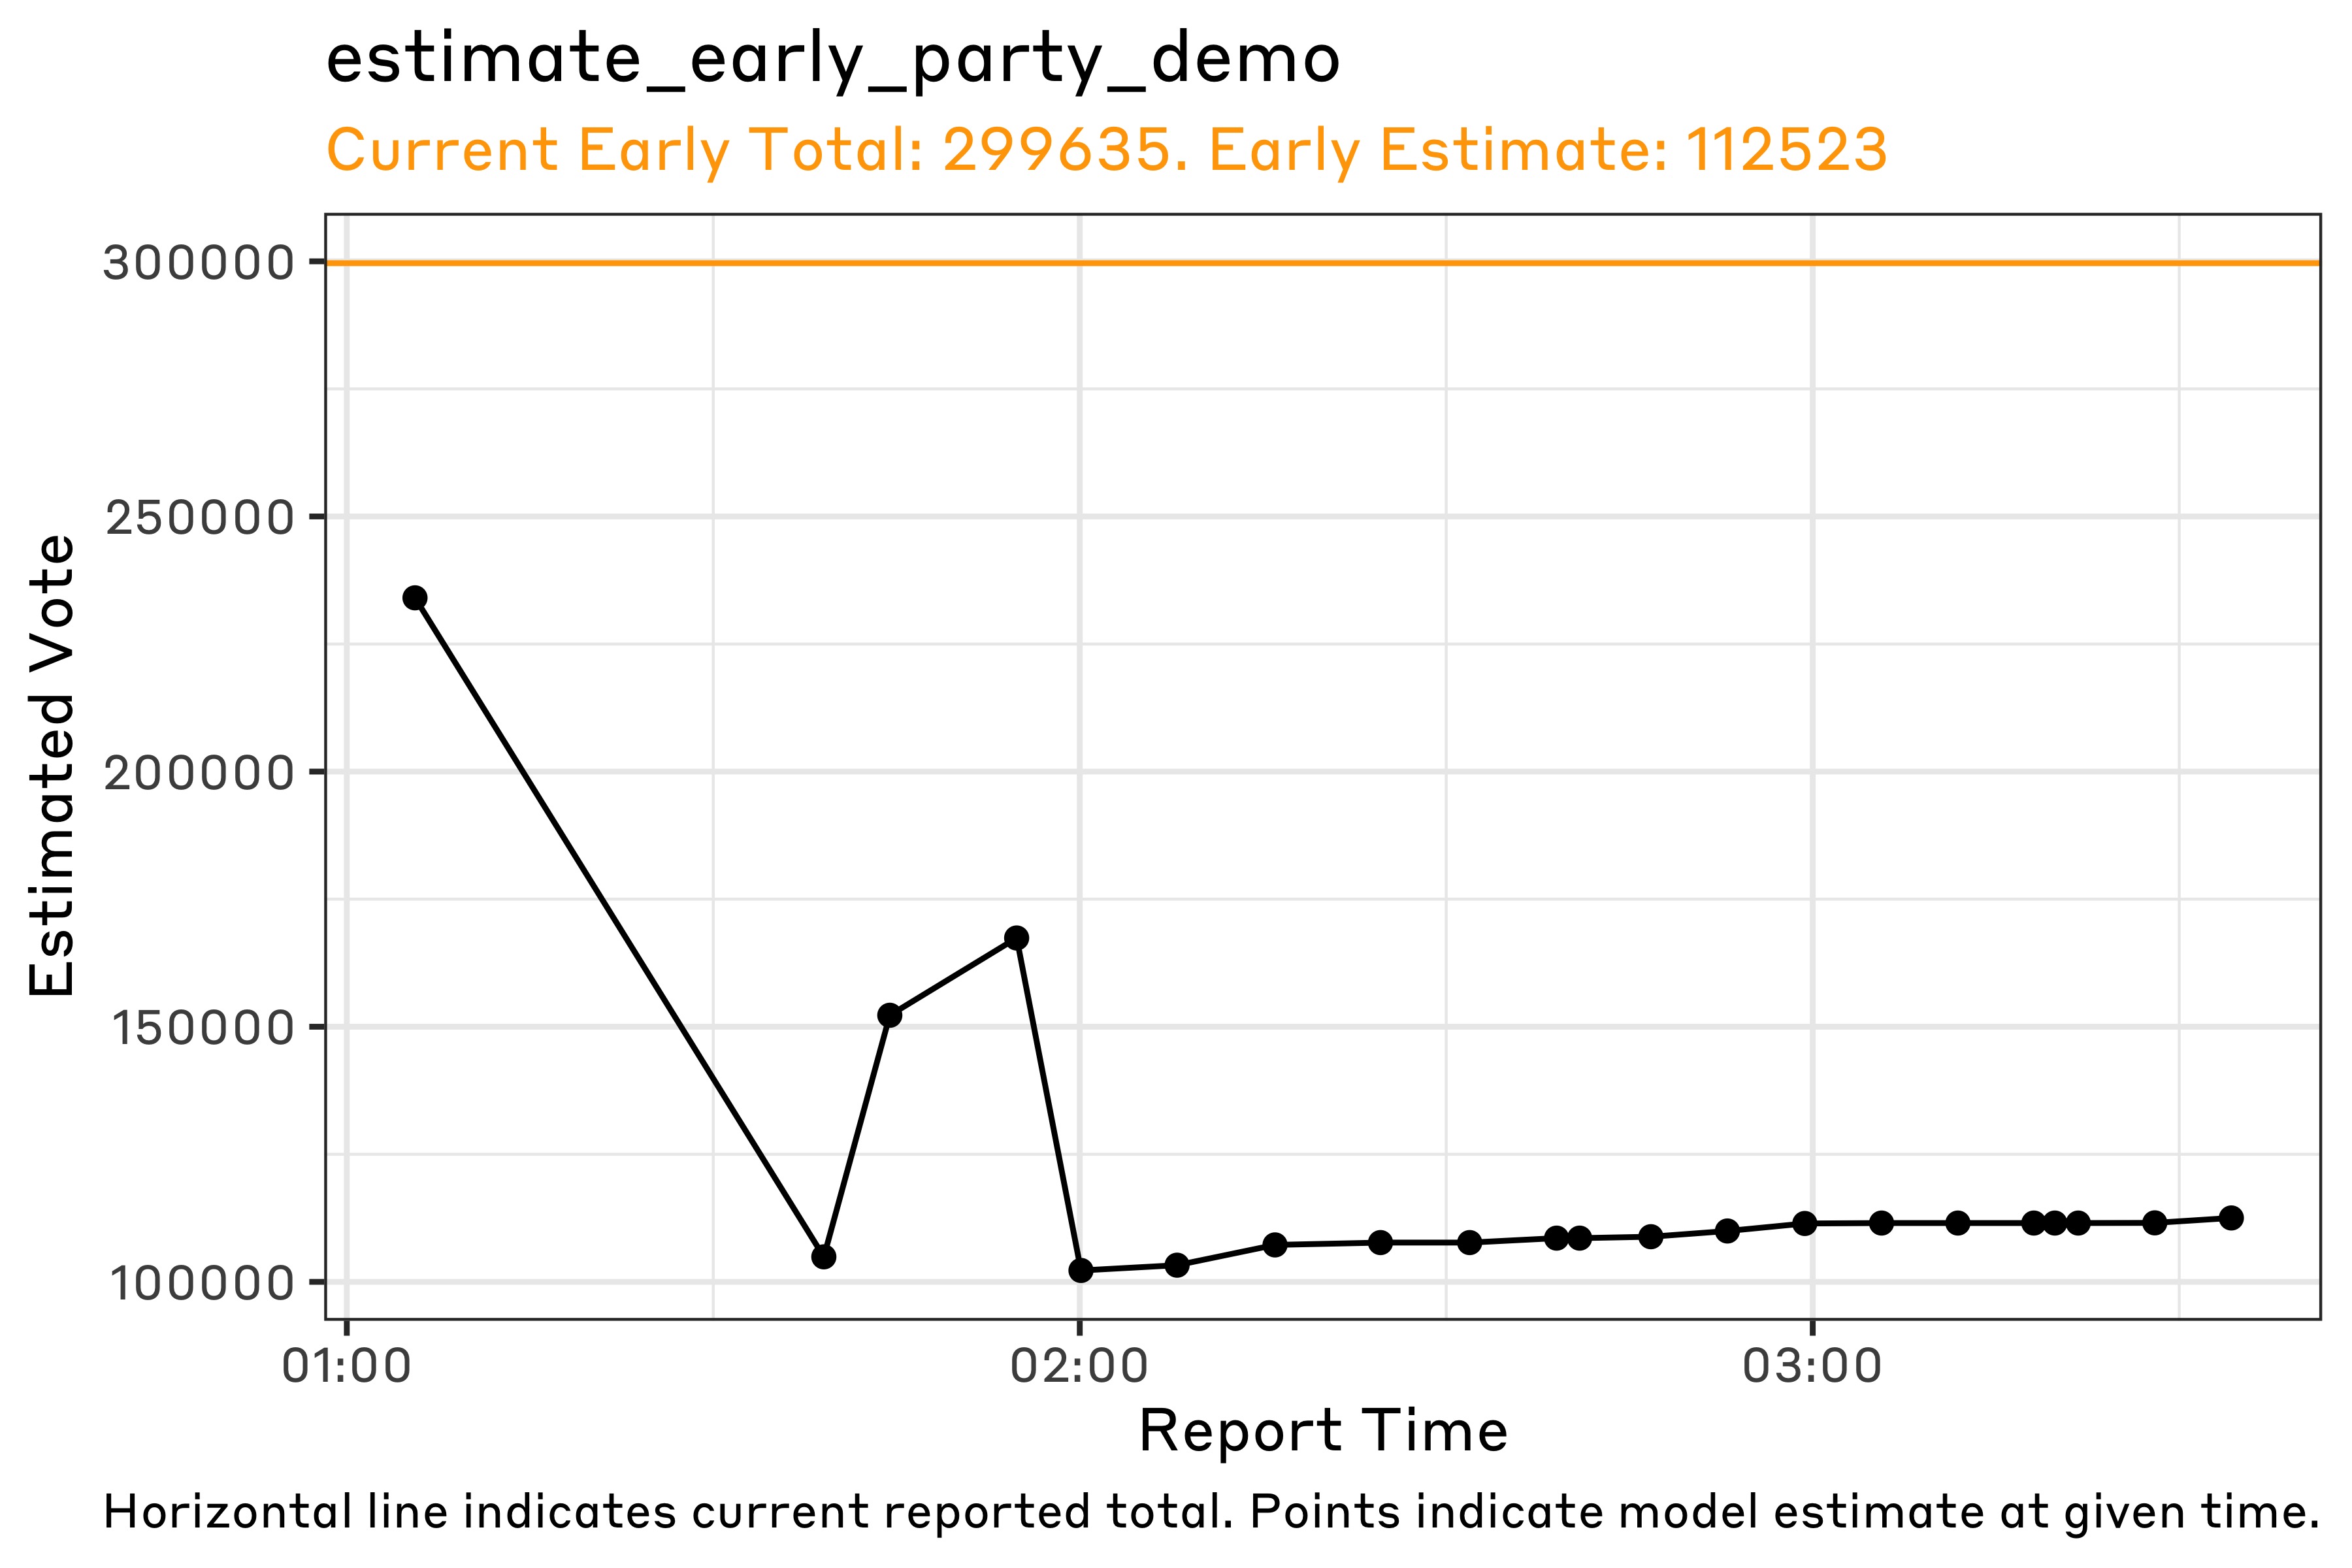 estimate_early_party_demo
Current Early Total: 299635. Early Estimate: 112523
300000
250000
200000
150000
100000
Estimated Vote
01:00 02:00 03:00
Report Time
Horizontal line indicates current reported total. Points indicate model estimate at given time.